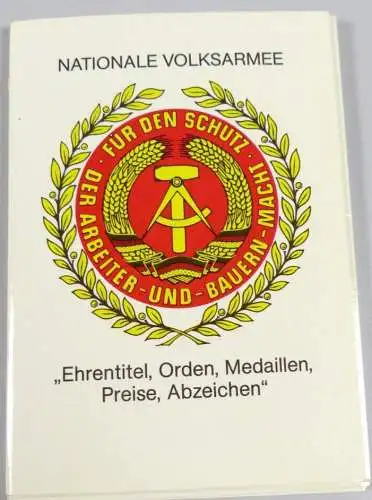 NATIONALE VOLKSARMEE
· FÜR DEN SCHUTZ ·
DER ARBEITER-UND-BAUERN-MACHT
„Ehrentitel, Orden, Medaillen,
Preise, Abzeichen“